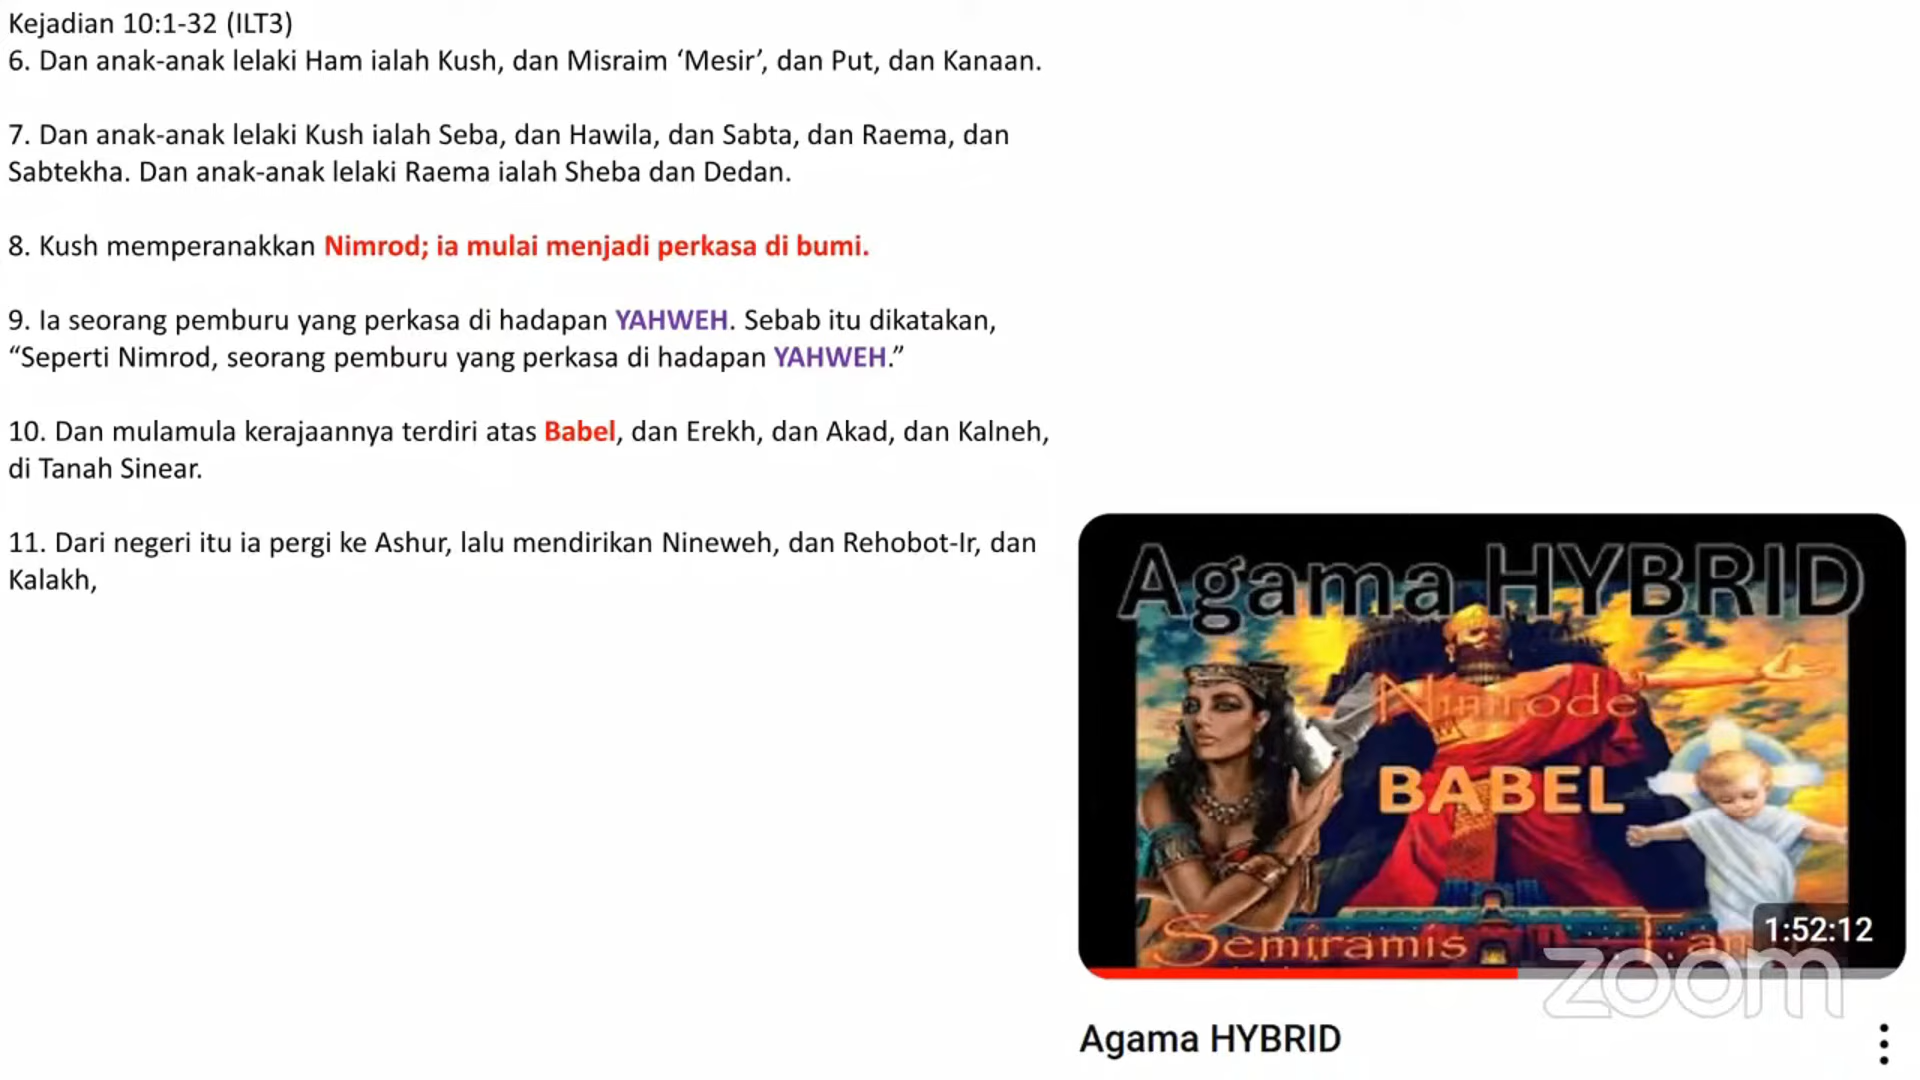 Kejadian 10:1-32 (ILT3)
6. Dan anak-anak lelaki Ham ialah Kush, dan Misraim ‘Mesir’, dan Put, dan Kanaan.
7. Dan anak-anak lelaki Kush ialah Seba, dan Hawila, dan Sabta, dan Raema, dan
Sabtekha. Dan anak-anak lelaki Raema ialah Sheba dan Dedan.
8. Kush memperanakkan Nimrod; ia mulai menjadi perkasa di bumi.
9. Ia seorang pemburu yang perkasa di hadapan YAHWEH. Sebab itu dikatakan,
“Seperti Nimrod, seorang pemburu yang perkasa di hadapan YAHWEH.”
10. Dan mulamula kerajaannya terdiri atas Babel, dan Erekh, dan Akad, dan Kalneh,
di Tanah Sinear.
11. Dari negeri itu ia pergi ke Ashur, lalu mendirikan Nineweh, dan Rehobot-Ir, dan
Kalakh,
Agama HYBRID
Nimrode
BABEL
Semiramis
1:52:12
zoom
Agama HYBRID